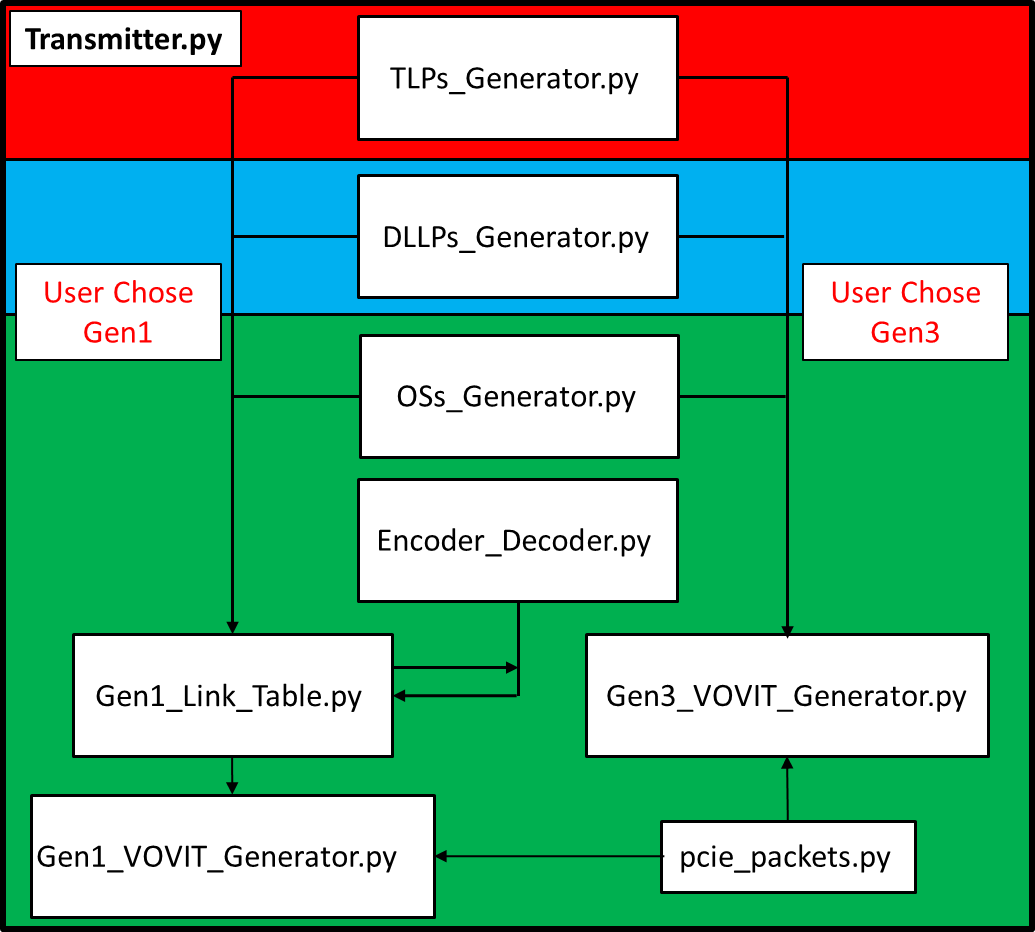 Transmitter.py
TLPs_Generator.py
DLLPs_Generator.py
User Chose
Gen1
User Chose
Gen3
OSs_Generator.py
Encoder_Decoder.py
Gen1_Link_Table.py
Gen3_VOVIT_Generator.py
Gen1_VOVIT_Generator.py
pcie_packets.py